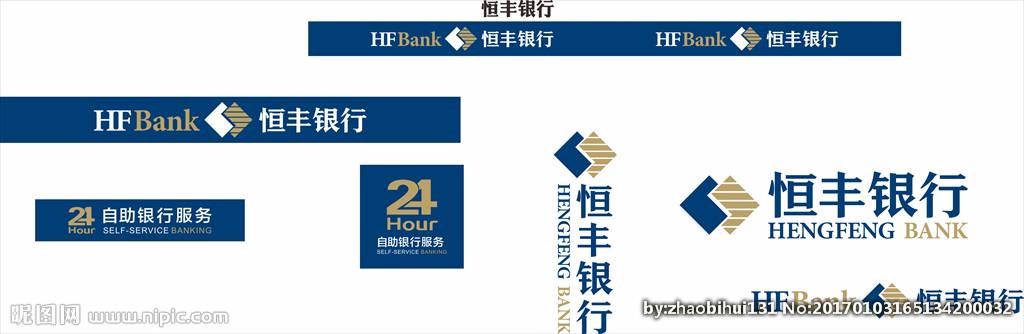 恒丰银行
HFBank 恒丰银行
HFBank 恒丰银行
HFBank 恒丰银行
24 Hour 自助银行服务
SELF-SERVICE BANKING
24
Hour
自助银行服务
SELF-SERVICE BANKING
恒丰银行
HENGFENG BANK
恒丰银行
HENGFENG BANK
HFBank 恒丰银行
昵图网 www.nipic.com
by:zhaobihui131 No:20170103165134200032